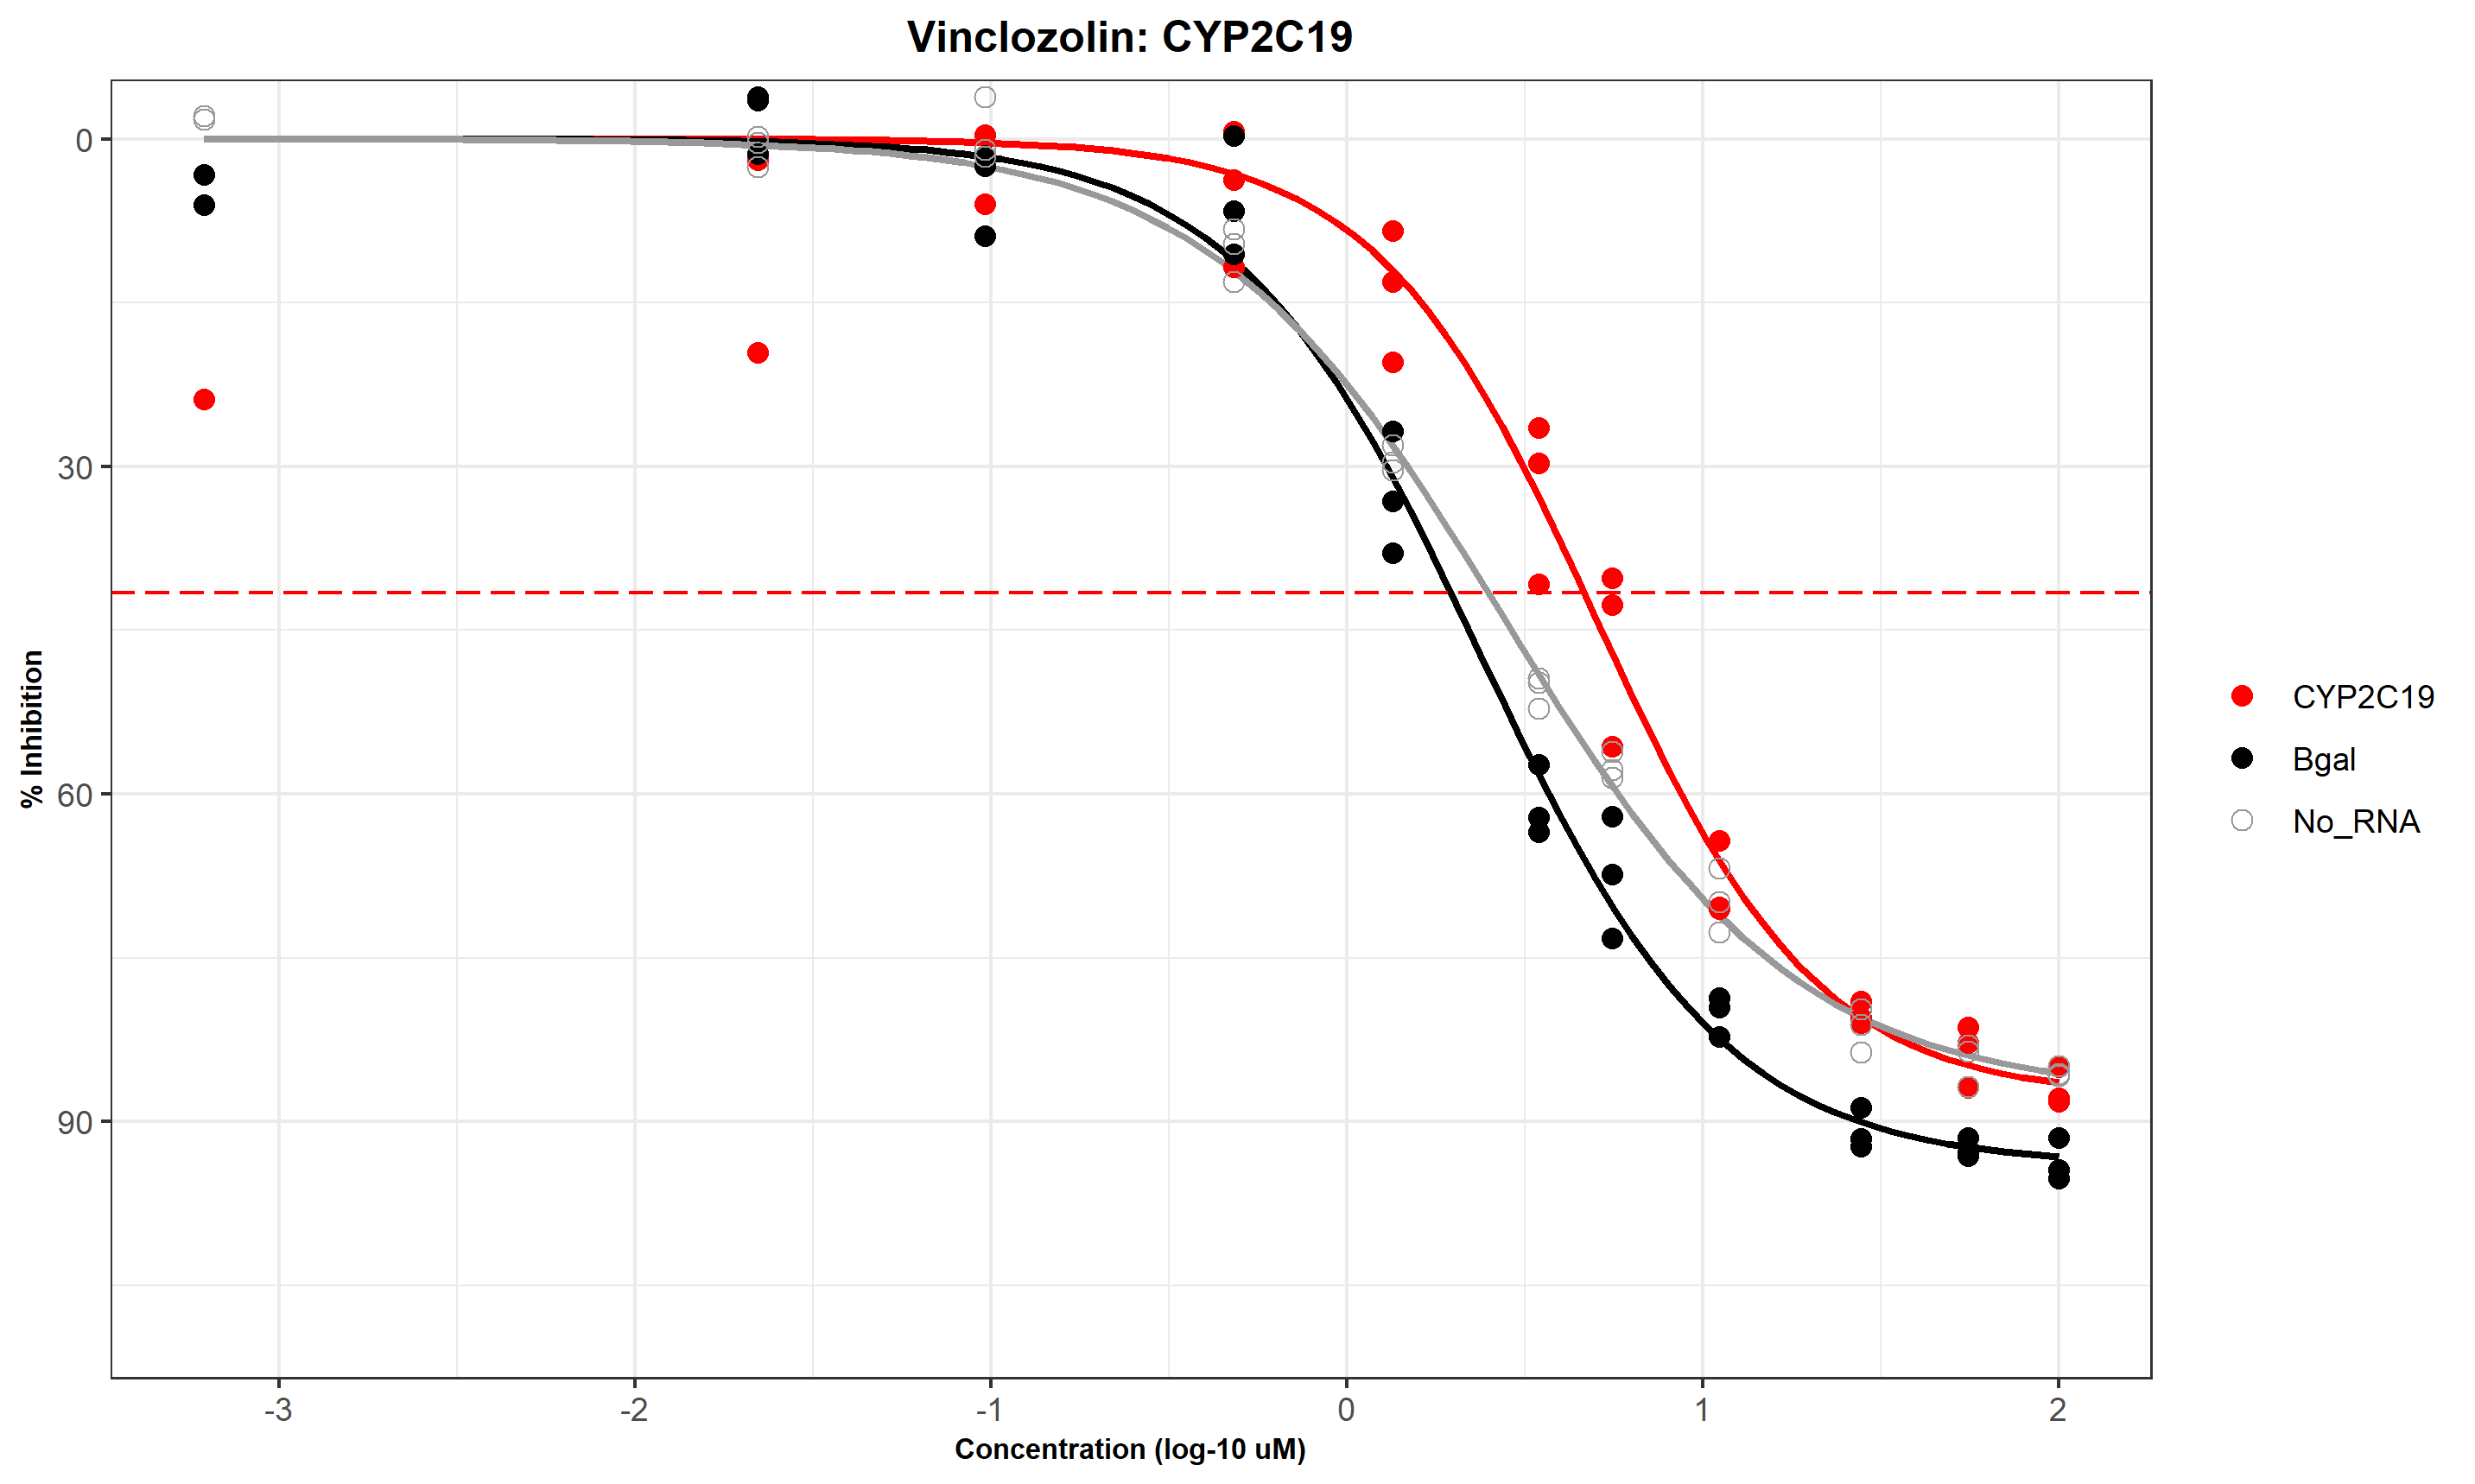 Vinclozolin: CYP2C19
0
30
60
90
% Inhibition
-3
-2
-1
0
1
2
Concentration (log-10 uM)
CYP2C19
Bgal
No_RNA